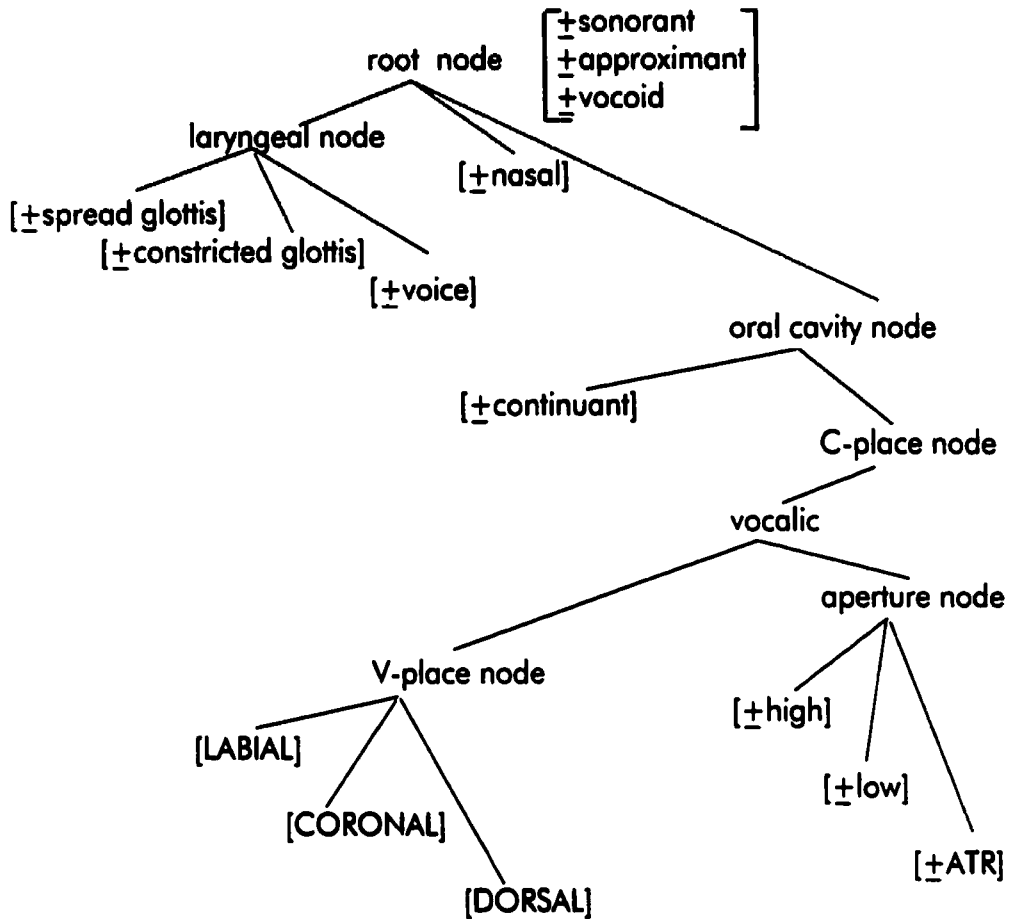 [±sonorant
root node ±approximant
±vocoid]
laryngeal node
[±nasal]
[±spread glottis]
[±constricted glottis]
[±voice]
oral cavity node
[±continuant]
C-place node
vocalic
aperture node
V-place node
[±high]
[LABIAL]
[±low]
[CORONAL]
[±ATR]
[DORSAL]